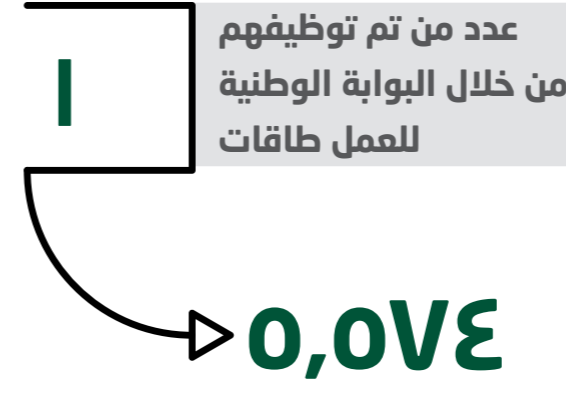 ١
عدد من تم توظيفهم
من خلال البوابة الوطنية
للعمل طاقات
٥,٥٧٤